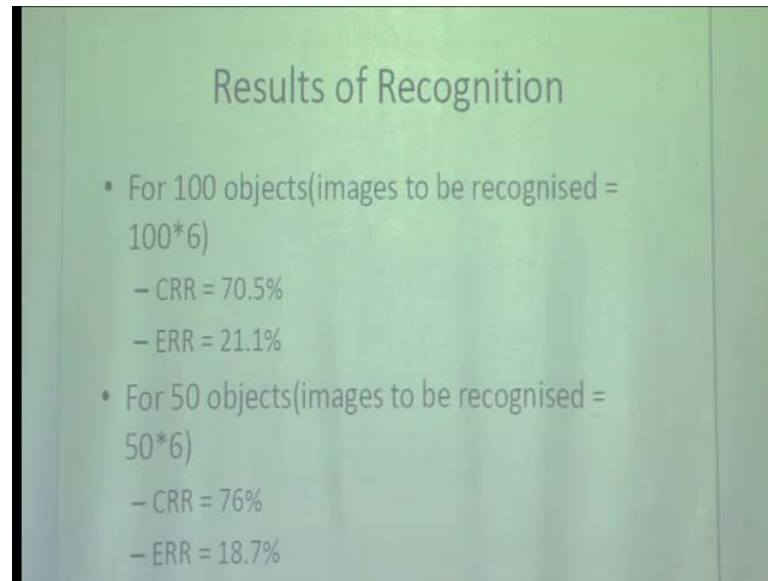 Results of Recognition
• For 100 objects(images to be recognised =
100*6)
– CRR = 70.5%
– ERR = 21.1%
• For 50 objects(images to be recognised =
50*6)
– CRR = 76%
– ERR = 18.7%